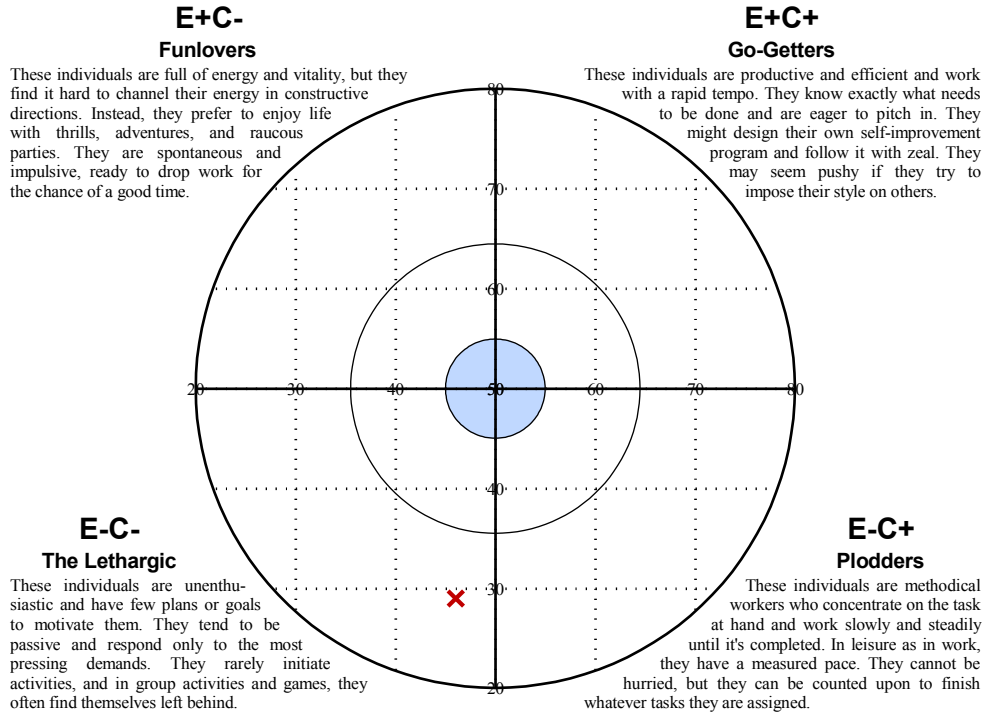 E+C-
Funlovers
These individuals are full of energy and vitality, but they
find it hard to channel their energy in constructive
directions. Instead, they prefer to enjoy life
with thrills, adventures, and raucous
parties. They are spontaneous and
impulsive, ready to drop work for
the chance of a good time.
E+C+
Go-Getters
These individuals are productive and efficient and work
with a rapid tempo. They know exactly what needs
to be done and are eager to pitch in. They
might design their own self-improvement
program and follow it with zeal. They
may seem pushy if they try to
impose their style on others.
80
70
60
20 30 40 50 60 70 80
40
30
20
E-C-
The Lethargic
These individuals are unenthu-
siastic and have few plans or goals
to motivate them. They tend to be
passive and respond only to the most
pressing demands. They rarely initiate
activities, and in group activities and games, they
often find themselves left behind.
E-C+
Plodders
These individuals are methodical
workers who concentrate on the task
at hand and work slowly and steadily
until it's completed. In leisure as in work,
they have a measured pace. They cannot be
hurried, but they can be counted upon to finish
whatever tasks they are assigned.